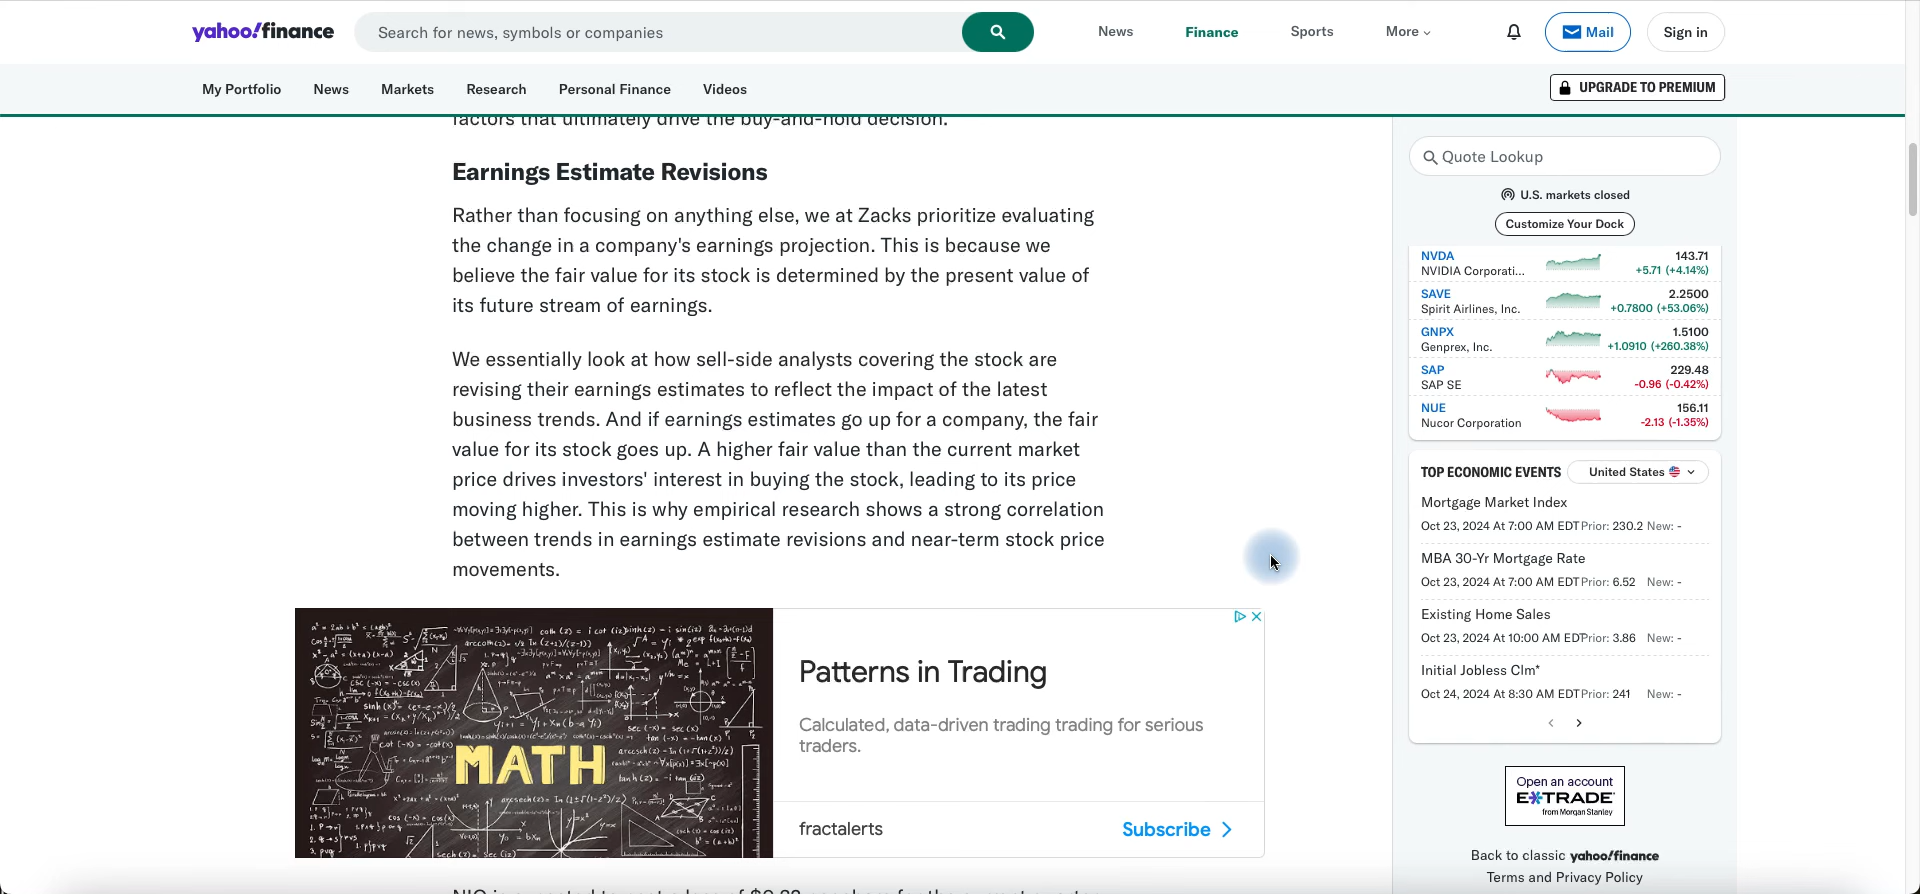 yahoo!finance
Search for news, symbols or companies
News
Finance
Sports
More
Mail
Sign in
My Portfolio
News
Markets
Research
Personal Finance
Videos
UPGRADE TO PREMIUM
factors that ultimately drive the buy-and-hold decision.
Earnings Estimate Revisions
Rather than focusing on anything else, we at Zacks prioritize evaluating
the change in a company's earnings projection. This is because we
believe the fair value for its stock is determined by the present value of
its future stream of earnings.
We essentially look at how sell-side analysts covering the stock are
revising their earnings estimates to reflect the impact of the latest
business trends. And if earnings estimates go up for a company, the fair
value for its stock goes up. A higher fair value than the current market
price drives investors' interest in buying the stock, leading to its price
moving higher. This is why empirical research shows a strong correlation
between trends in earnings estimate revisions and near-term stock price
movements.
MATH
Patterns in Trading
Calculated, data-driven trading trading for serious
traders.
fractalerts
Subscribe
Quote Lookup
U.S. markets closed
Customize Your Dock
NVDA 143.71
NVIDIA Corporati... +5.71 (+4.14%)
SAVE 2.2500
Spirit Airlines, Inc. +0.7800 (+53.06%)
GNPX 1.5100
Genprex, Inc. +1.0910 (+260.38%)
SAP 229.48
SAP SE -0.96 (-0.42%)
NUE 156.11
Nucor Corporation -2.13 (-1.35%)
TOP ECONOMIC EVENTS United States
Mortgage Market Index
Oct 23, 2024 At 7:00 AM EDT Prior: 230.2 New: -
MBA 30-Yr Mortgage Rate
Oct 23, 2024 At 7:00 AM EDT Prior: 6.52 New: -
Existing Home Sales
Oct 23, 2024 At 10:00 AM EDT Prior: 3.86 New: -
Initial Jobless Clm*
Oct 24, 2024 At 8:30 AM EDT Prior: 241 New: -
Open an account
E*TRADE
from Morgan Stanley
Back to classic yahoo!finance
Terms and Privacy Policy